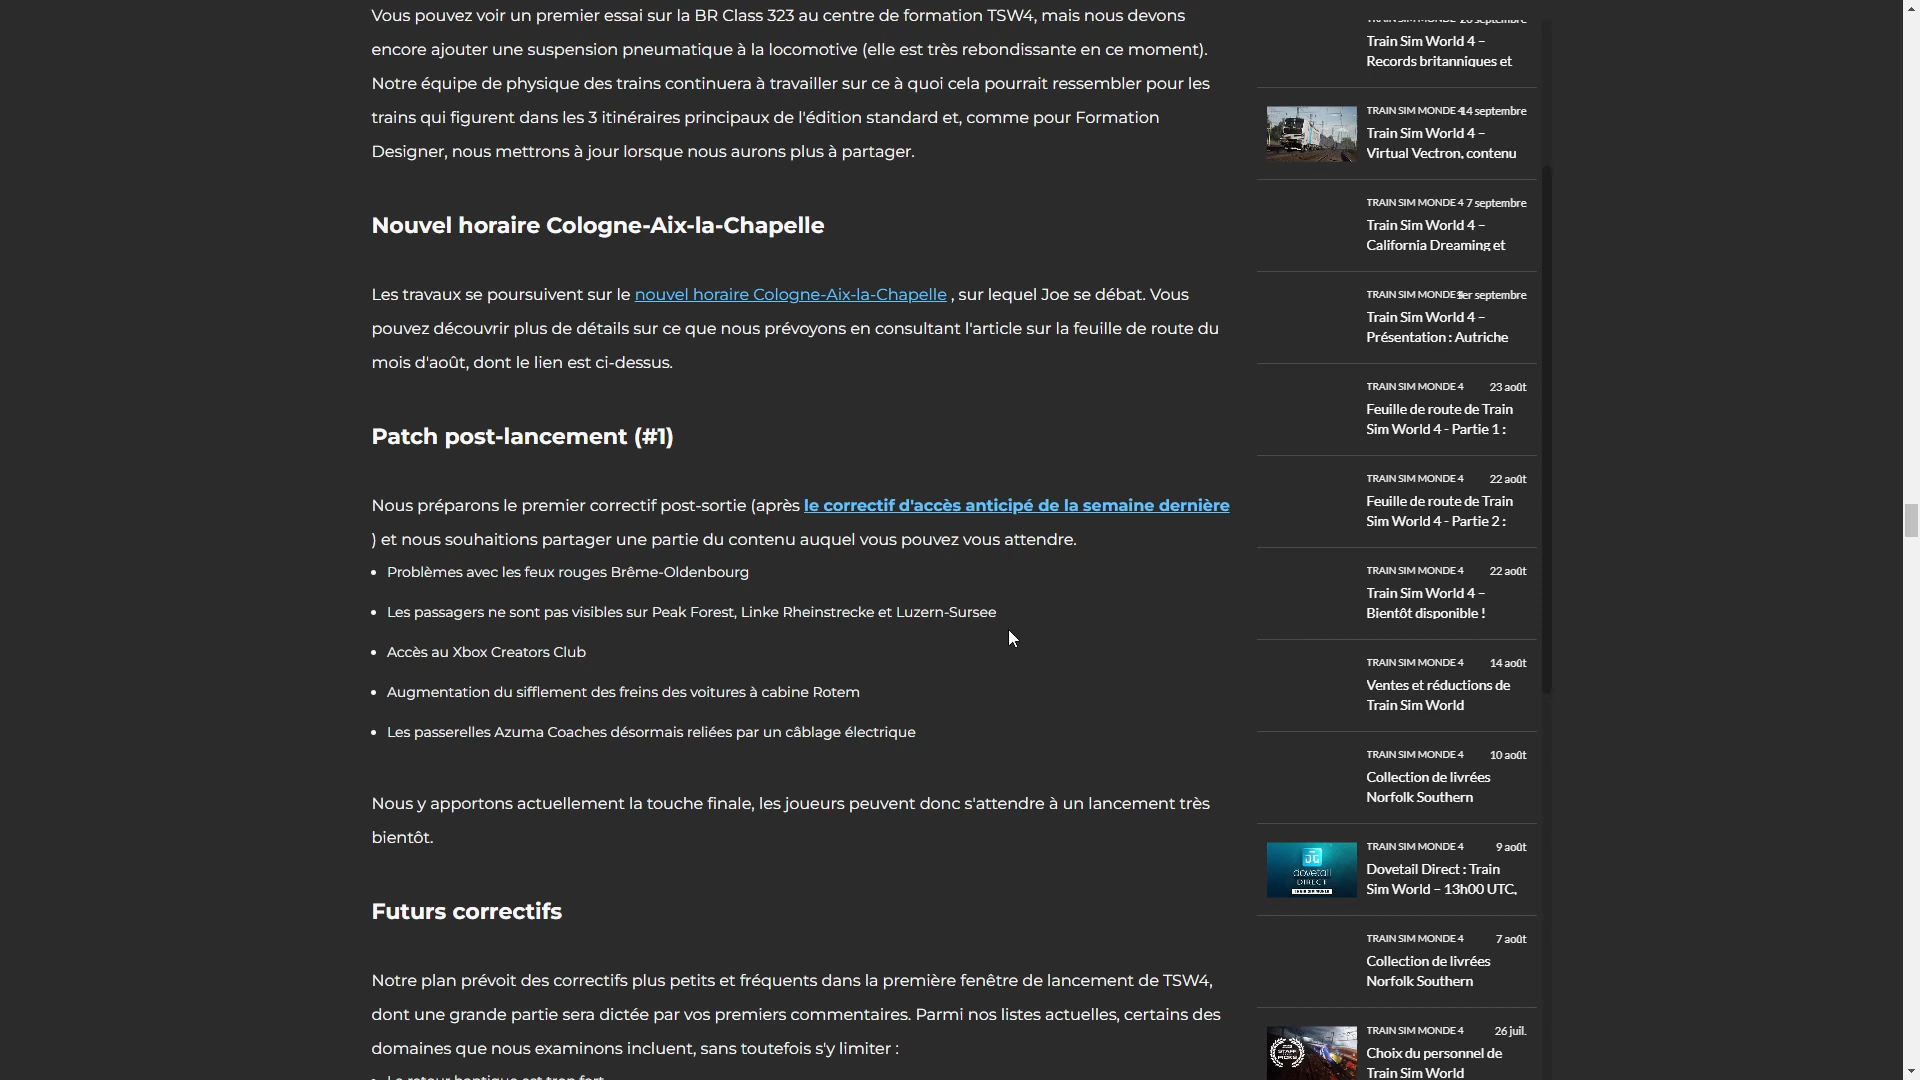 Vous pouvez voir un premier essai sur la BR Class 323 au centre de formation TSW4, mais nous devons
encore ajouter une suspension pneumatique à la locomotive (elle est très rebondissante en ce moment).
Notre équipe de physique des trains continuera à travailler sur ce à quoi cela pourrait ressembler pour les
trains qui figurent dans les 3 itinéraires principaux de l'édition standard et, comme pour Formation
Designer, nous mettrons à jour lorsque nous aurons plus à partager.
Nouvel horaire Cologne-Aix-la-Chapelle
Les travaux se poursuivent sur le nouvel horaire Cologne-Aix-la-Chapelle , sur lequel Joe se débat. Vous
pouvez découvrir plus de détails sur ce que nous prévoyons en consultant l'article sur la feuille de route du
mois d'août, dont le lien est ci-dessus.
Patch post-lancement (#1)
Nous préparons le premier correctif post-sortie (après le correctif d'accès anticipé de la semaine dernière
) et nous souhaitions partager une partie du contenu auquel vous pouvez vous attendre.
• Problèmes avec les feux rouges Brême-Oldenbourg
• Les passagers ne sont pas visibles sur Peak Forest, Linke Rheinstrecke et Luzern-Sursee
• Accès au Xbox Creators Club
• Augmentation du sifflement des freins des voitures à cabine Rotem
• Les passerelles Azuma Coaches désormais reliées par un câblage électrique
Nous y apportons actuellement la touche finale, les joueurs peuvent donc s'attendre à un lancement très
bientôt.
Futurs correctifs
Notre plan prévoit des correctifs plus petits et fréquents dans la première fenêtre de lancement de TSW4,
dont une grande partie sera dictée par vos premiers commentaires. Parmi nos listes actuelles, certains des
domaines que nous examinons incluent, sans toutefois s'y limiter :
Train Sim World 4 –
Records britanniques et
TRAIN SIM MONDE 4 14 septembre
Train Sim World 4 –
Virtual Vectron, contenu
TRAIN SIM MONDE 4 7 septembre
Train Sim World 4 –
California Dreaming et
TRAIN SIM MONDE 1er septembre
Train Sim World 4 –
Présentation : Autriche
TRAIN SIM MONDE 4 23 août
Feuille de route de Train
Sim World 4 - Partie 1 :
TRAIN SIM MONDE 4 22 août
Feuille de route de Train
Sim World 4 - Partie 2 :
TRAIN SIM MONDE 4 22 août
Train Sim World 4 –
Bientôt disponible !
TRAIN SIM MONDE 4 14 août
Ventes et réductions de
Train Sim World
TRAIN SIM MONDE 4 10 août
Collection de livrées
Norfolk Southern
TRAIN SIM MONDE 4 9 août
dovetail
DIRECT
Dovetail Direct : Train
Sim World – 13h00 UTC,
TRAIN SIM MONDE 4 7 août
Collection de livrées
Norfolk Southern
TRAIN SIM MONDE 4 26 juil.
STAFF
PICKS
Choix du personnel de
Train Sim World